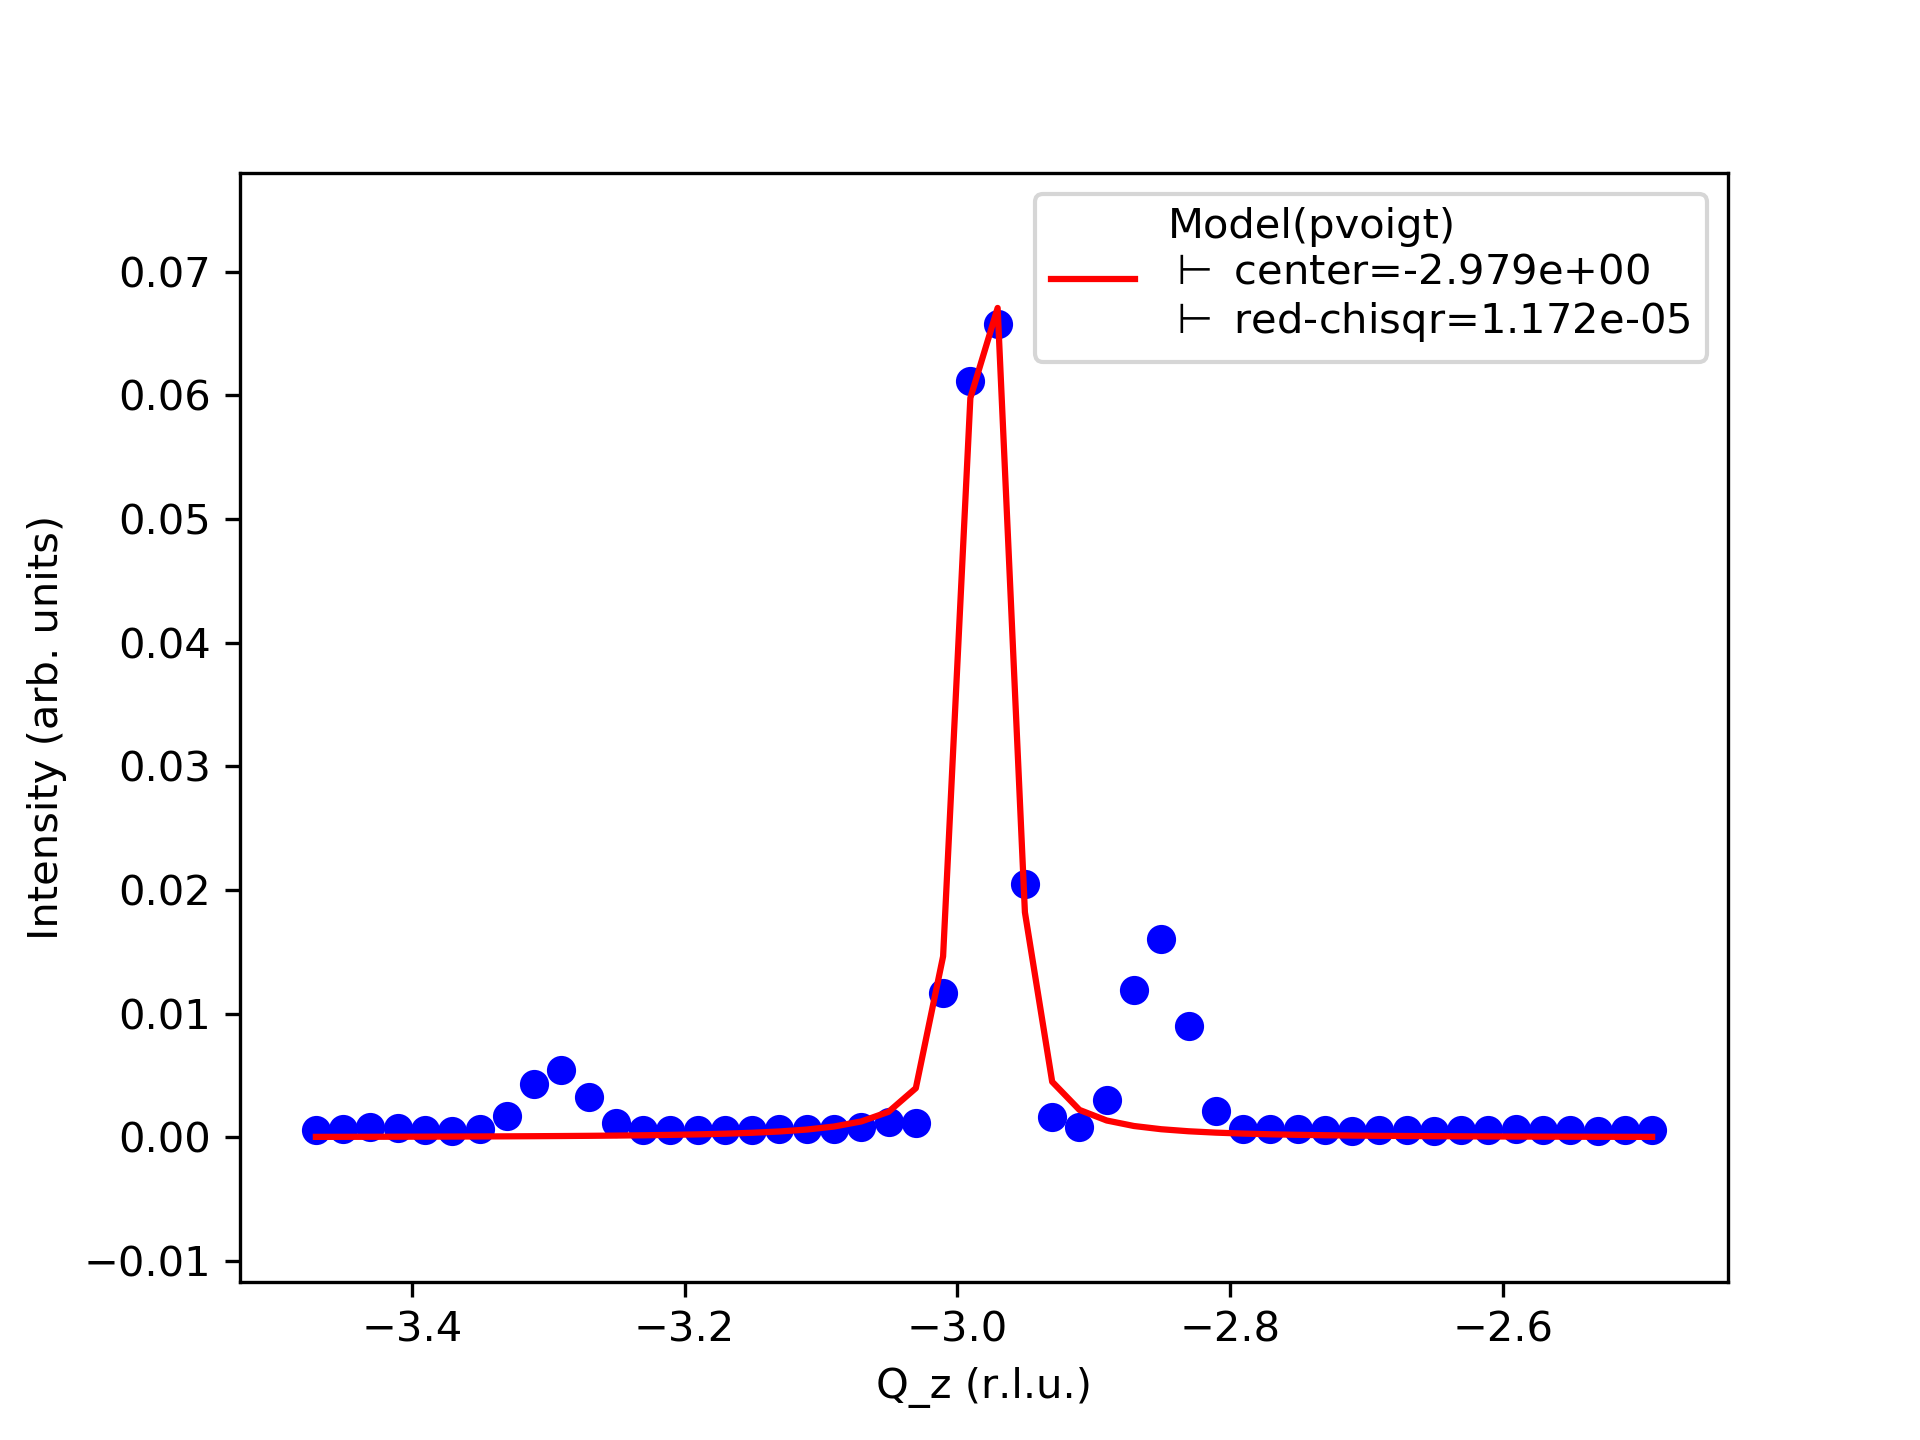 Model(pvoigt)
⊢ center=-2.979e+00
⊢ red-chisqr=1.172e-05
0.07
0.06
0.05
0.04
0.03
0.02
0.01
0.00
−0.01
Intensity (arb. units)
−3.4 −3.2 −3.0 −2.8 −2.6
Q_z (r.l.u.)